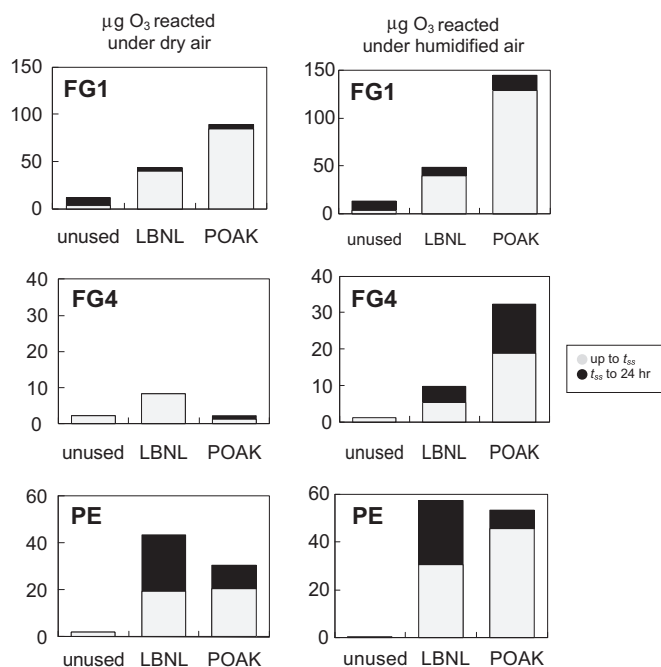 μg O₃ reacted
under dry air
μg O₃ reacted
under humidified air
150
100
50
0
FG1
unused LBNL POAK
150
100
50
0
FG1
unused LBNL POAK
40
30
20
10
0
FG4
unused LBNL POAK
40
30
20
10
0
FG4
unused LBNL POAK
up to tss
tss to 24 hr
60
40
20
0
PE
unused LBNL POAK
60
40
20
0
PE
unused LBNL POAK